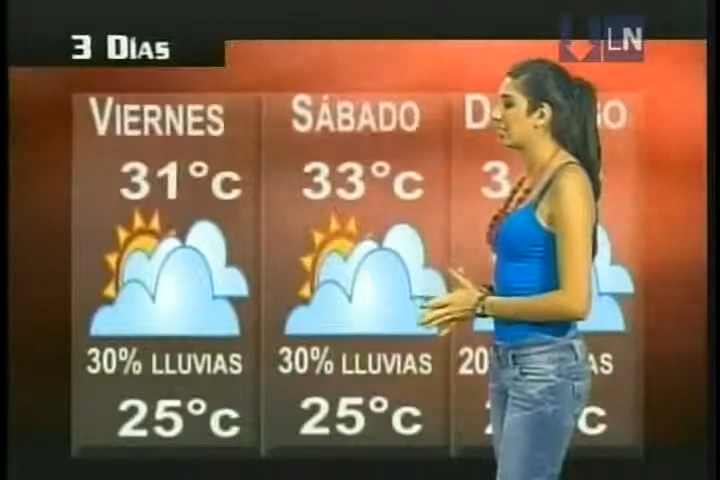 3 Días
LN
Viernes
Sábado
31°c
33°c
30% lluvias
30% lluvias
25°c
25°c